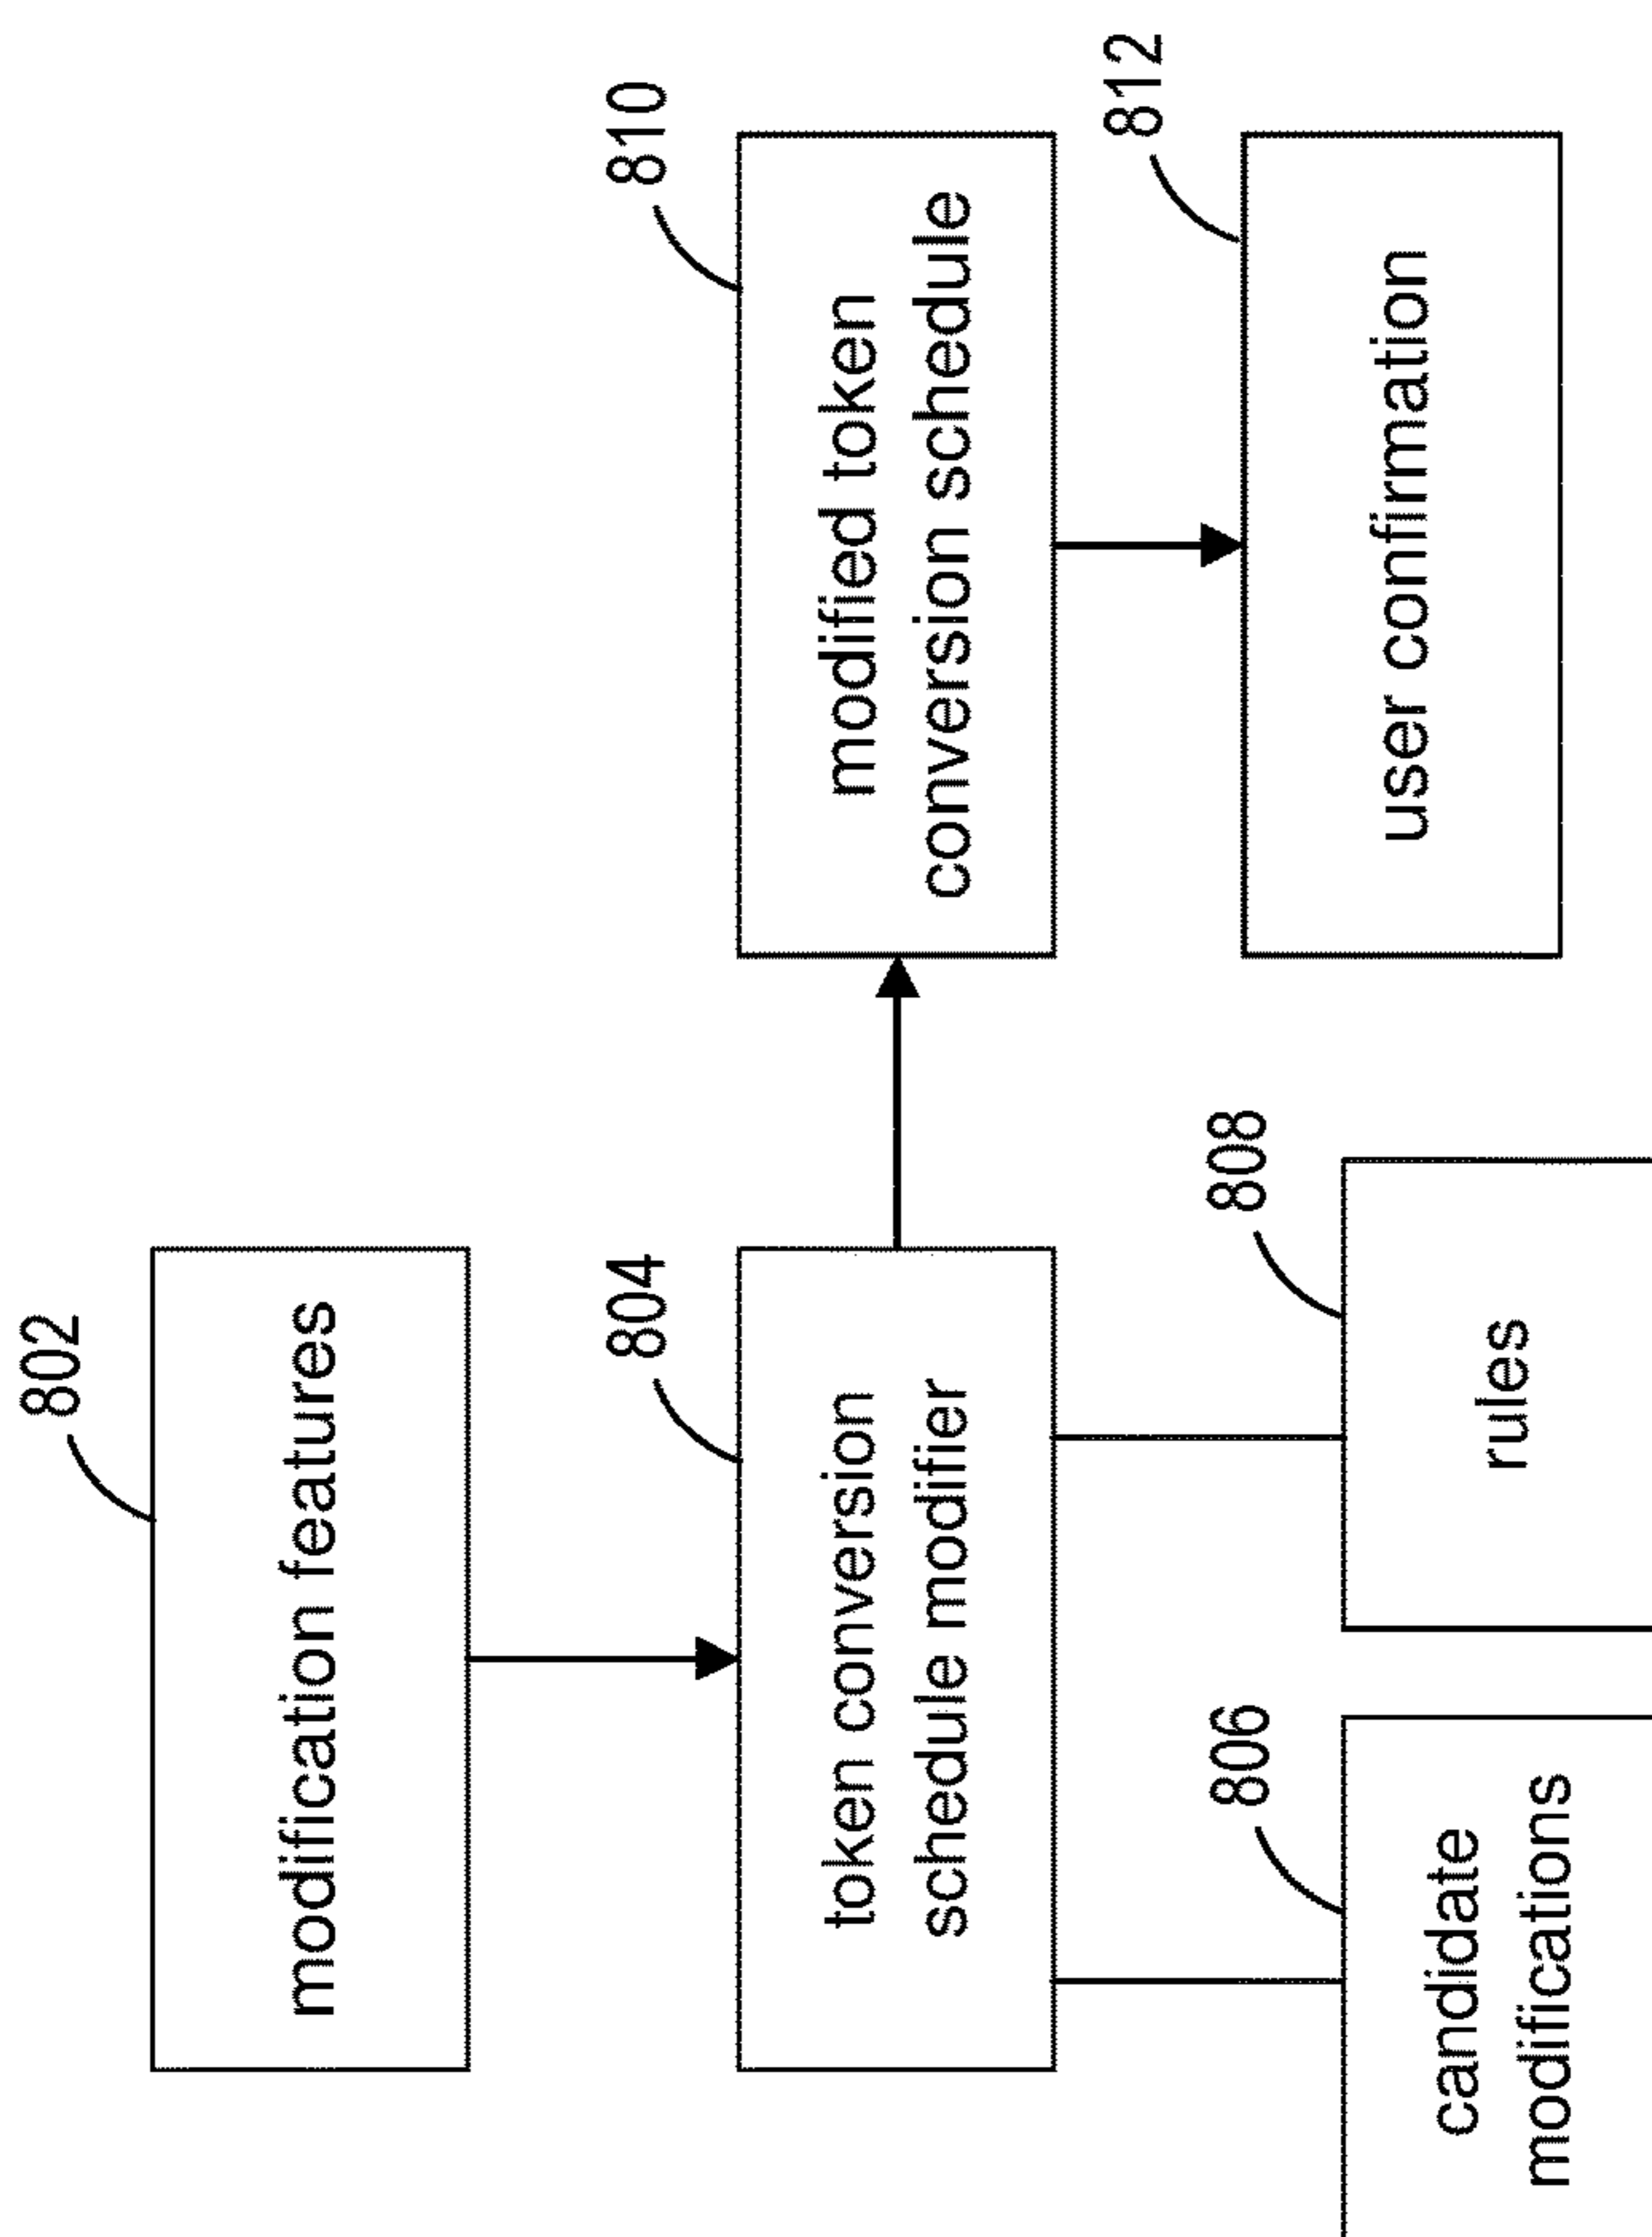 802
modification features
804
token conversion
schedule modifier
810
modified token
conversion schedule
806
candidate
modifications
808
rules
812
user confirmation